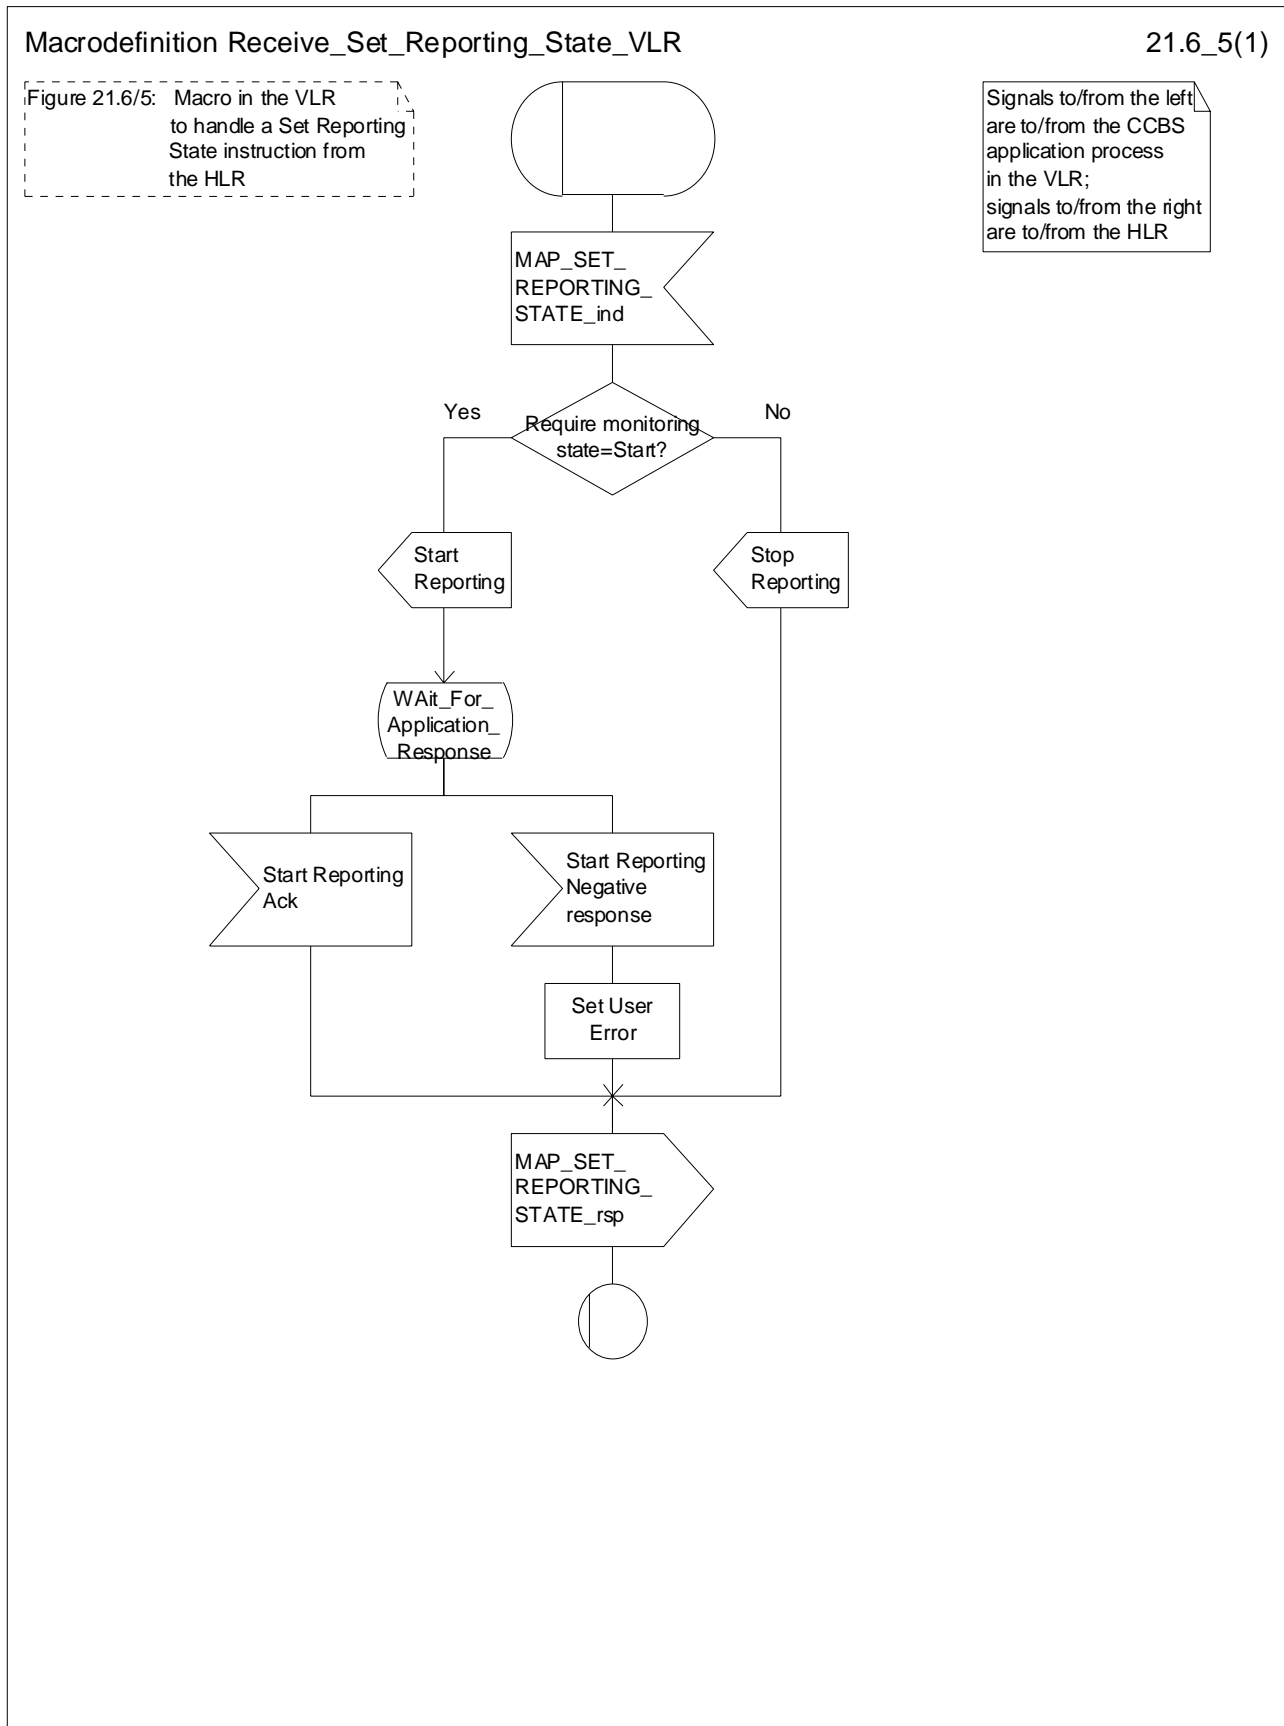 Macrodefinition Receive_Set_Reporting_State_VLR
21.6_5(1)
Figure 21.6/5: Macro in the VLR
to handle a Set Reporting
State instruction from
the HLR
Signals to/from the left
are to/from the CCBS
application process
in the VLR;
signals to/from the right
are to/from the HLR
MAP_SET_
REPORTING_
STATE_ind
Yes
No
Require monitoring
state=Start?
Start
Reporting
Stop
Reporting
WAit_For_
Application_
Response
Start Reporting
Ack
Start Reporting
Negative
response
Set User
Error
MAP_SET_
REPORTING_
STATE_rsp